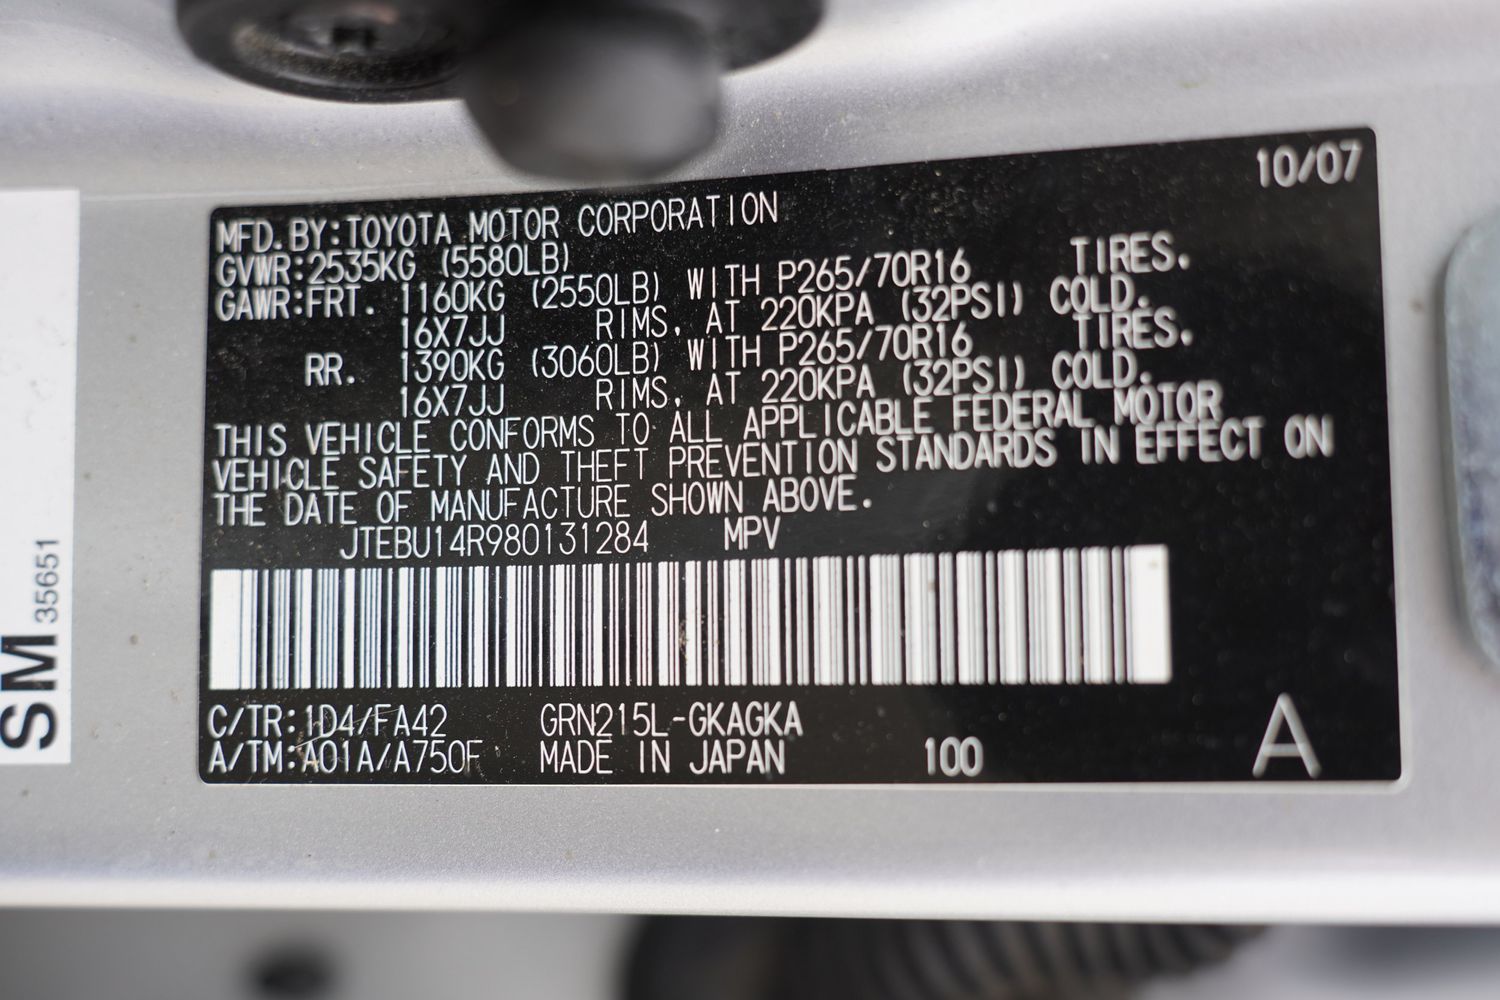 10/07
MFD.BY:TOYOTA MOTOR CORPORATION
GVWR:2535KG (5580LB)
GAWR:FRT. 1160KG (2550LB) WITH P265/70R16 TIRES.
16X7JJ RIMS, AT 220KPA (32PSI) COLD.
RR. 1390KG (3060LB) WITH P265/70R16 TIRES.
16X7JJ RIMS, AT 220KPA (32PSI) COLD.
THIS VEHICLE CONFORMS TO ALL APPLICABLE FEDERAL MOTOR
VEHICLE SAFETY AND THEFT PREVENTION STANDARDS IN EFFECT ON
THE DATE OF MANUFACTURE SHOWN ABOVE.
JTEBU14R980131284 MPV
C/TR:1D4/FA42 GRN215L-GKAGKA
A/TM:A01A/A750F MADE IN JAPAN 100 A
SM 35651